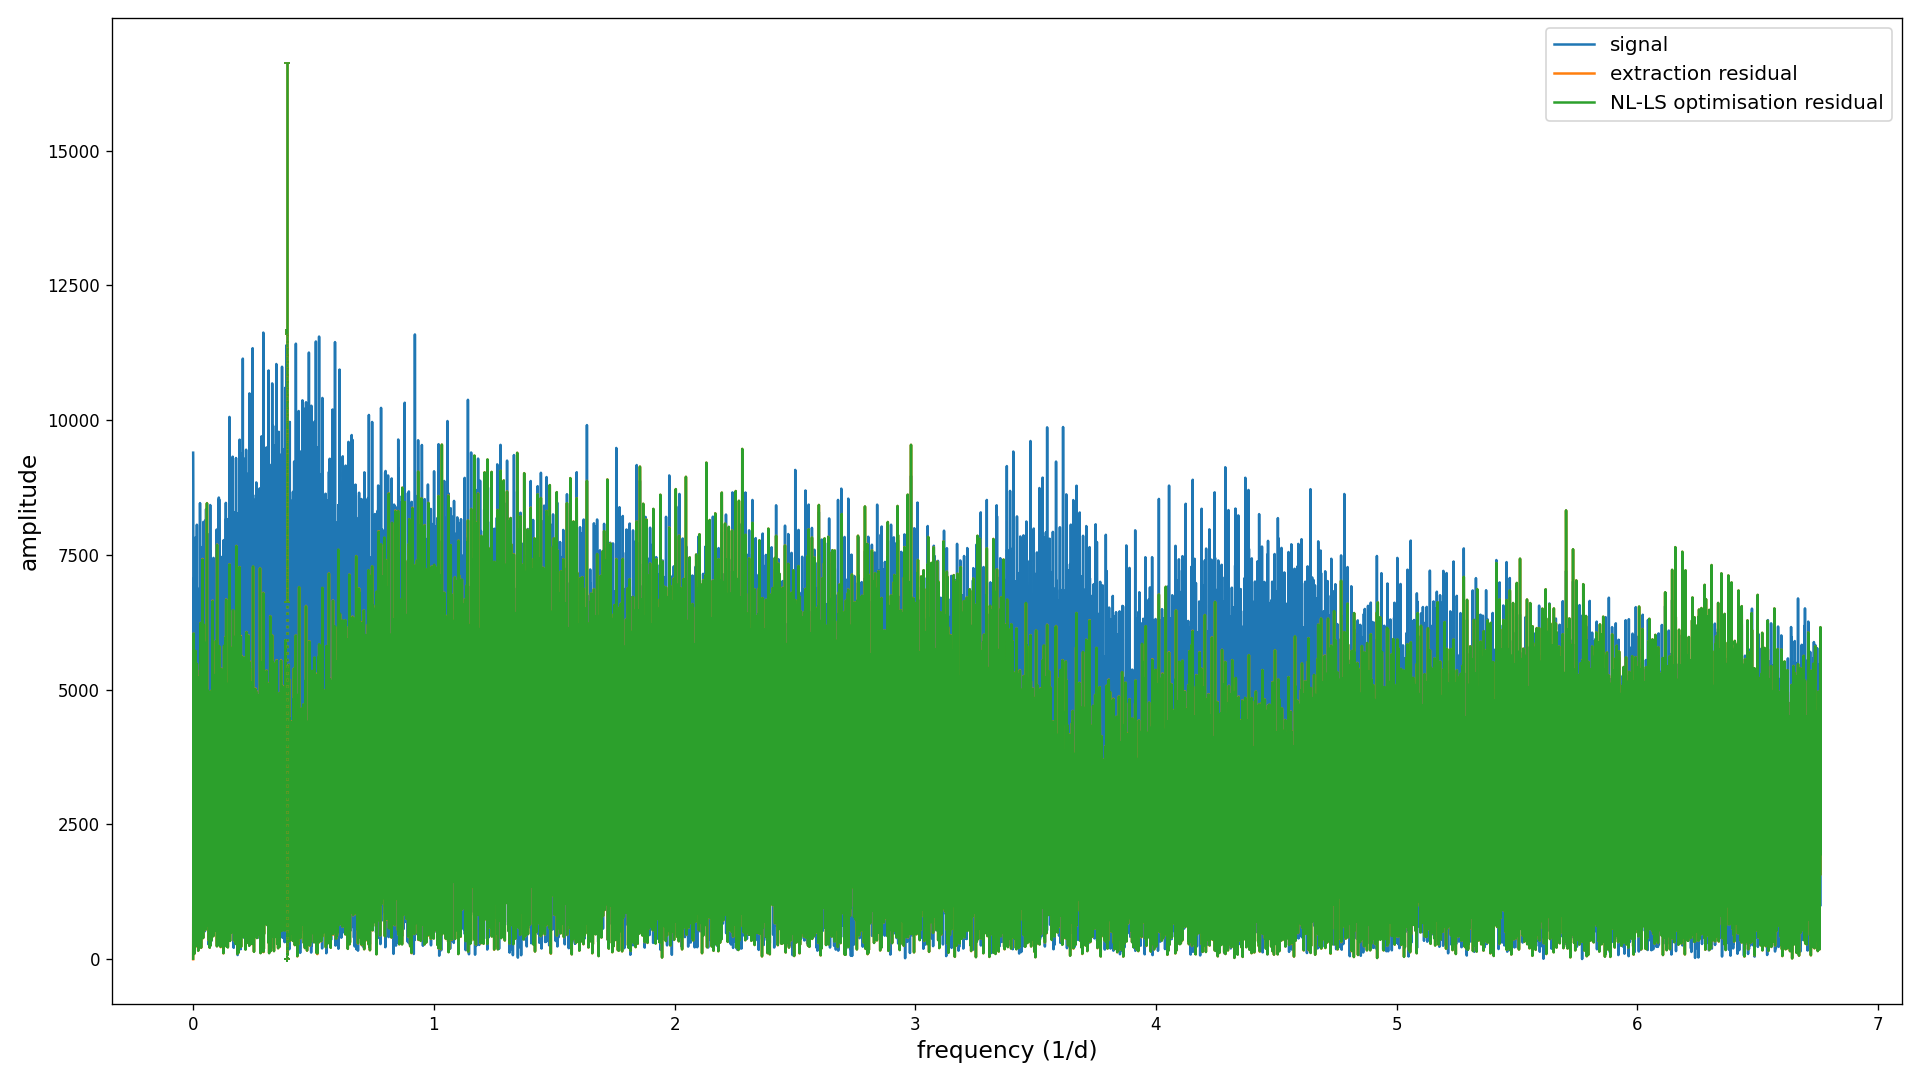 signal
extraction residual
NL-LS optimisation residual
15000
12500
10000
7500
5000
2500
0
amplitude
0 1 2 3 4 5 6 7
frequency (1/d)